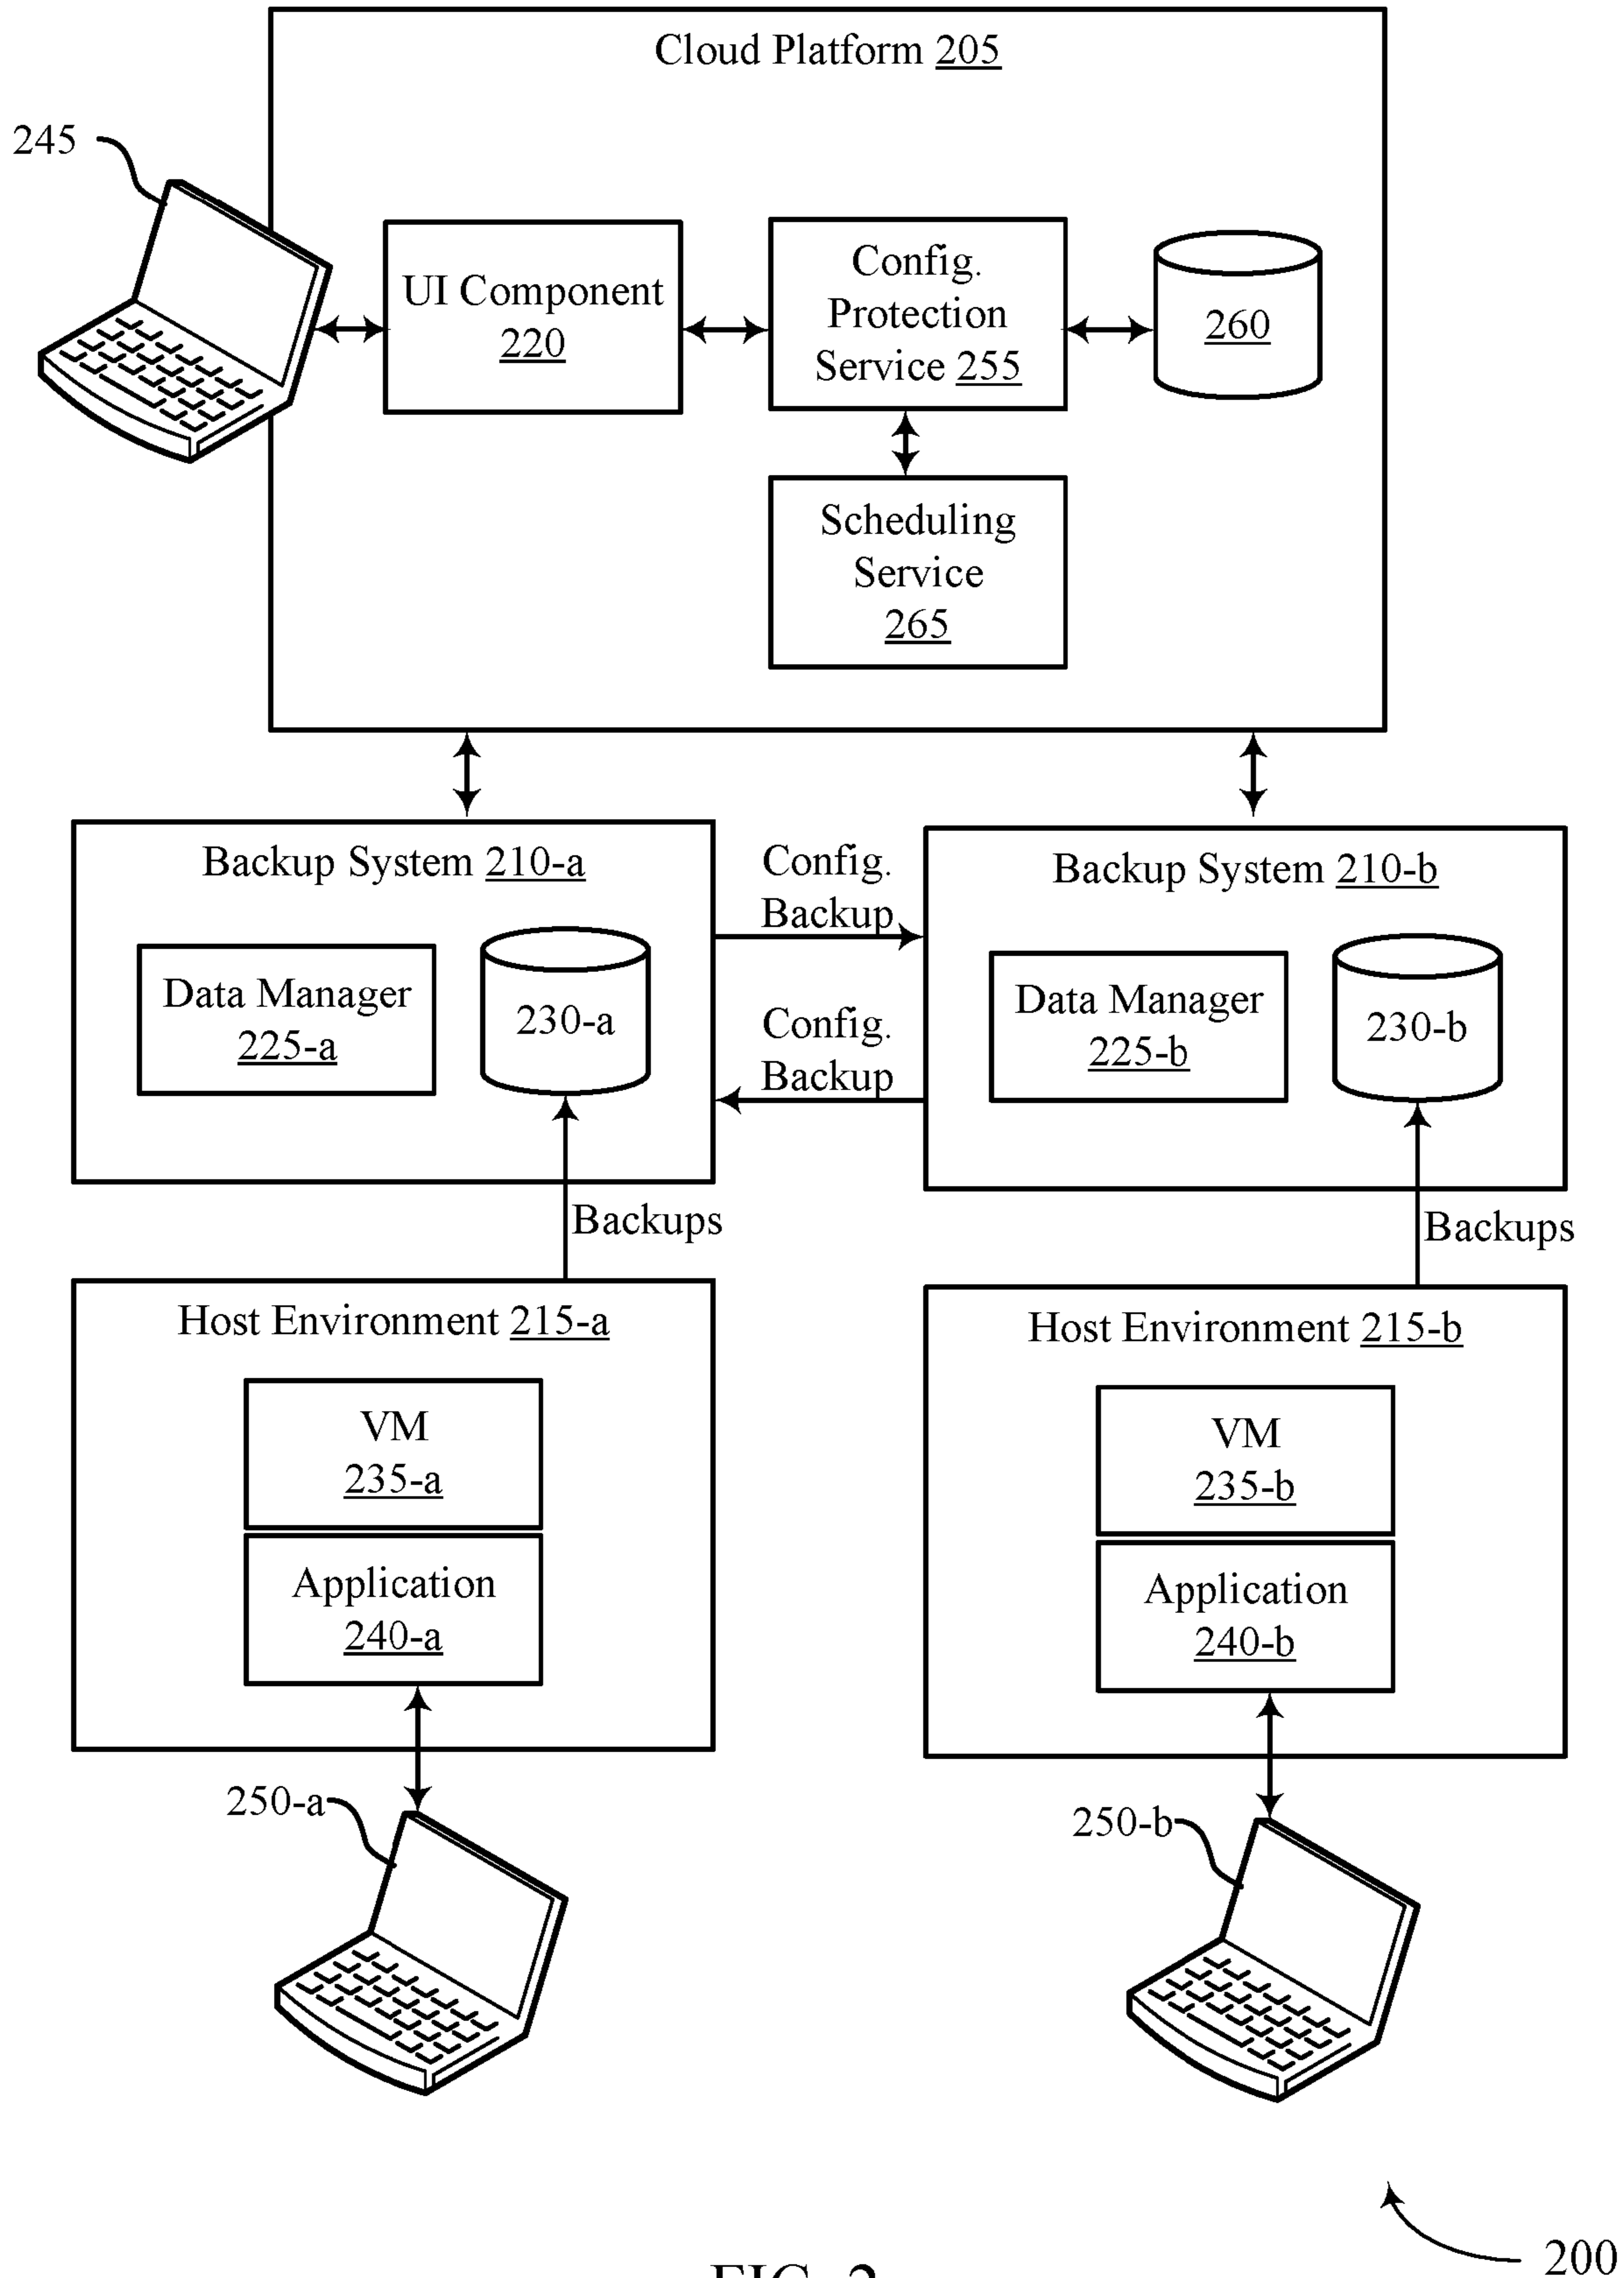 Cloud Platform 205
245
UI Component
220
Config.
Protection
Service 255
260
Scheduling
Service
265
Backup System 210-a
Data Manager
225-a
230-a
Config.
Backup
Config.
Backup
Backup System 210-b
Data Manager
225-b
230-b
Backups
Backups
Host Environment 215-a
VM
235-a
Application
240-a
Host Environment 215-b
VM
235-b
Application
240-b
250-a
250-b
200
FIG. 2